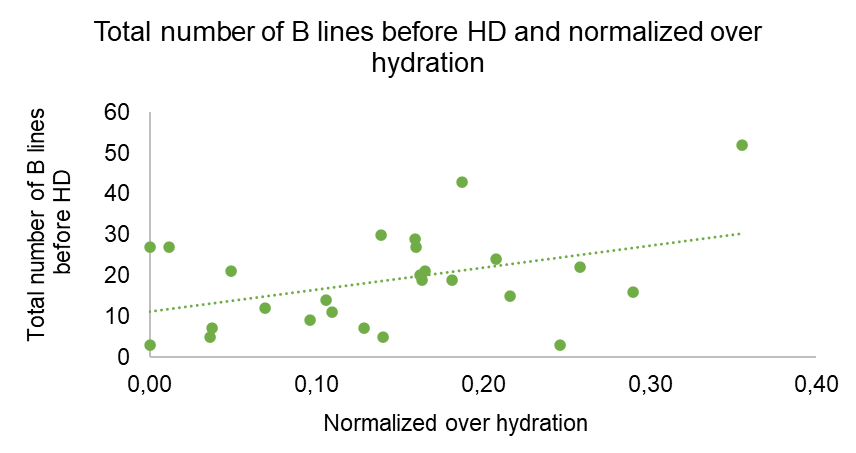 Total number of B lines before HD and normalized over
hydration
Total number of B lines
before HD
60
50
40
30
20
10
0
0,00 0,10 0,20 0,30 0,40
Normalized over hydration